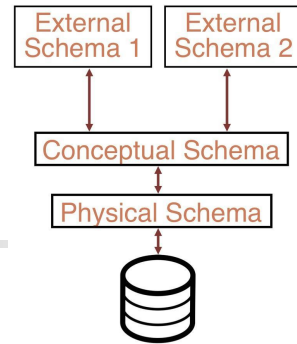 External
Schema 1
External
Schema 2
Conceptual Schema
Physical Schema